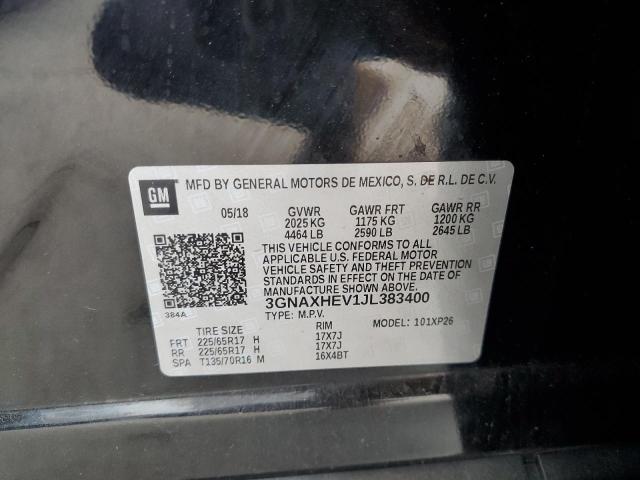 GM
MFD BY GENERAL MOTORS DE MEXICO, S. DE R.L. DE C.V.
05/18 GVWR GAWR FRT GAWR RR
2025 KG 1175 KG 1200 KG
4464 LB 2590 LB 2645 LB
THIS VEHICLE CONFORMS TO ALL
APPLICABLE U.S. FEDERAL MOTOR
VEHICLE SAFETY AND THEFT PREVENTION
STANDARDS IN EFFECT ON THE DATE OF
MANUFACTURE SHOWN ABOVE.
384A
3GNAXHEV1JL383400
TYPE: M.P.V. MODEL: 101XP26
TIRE SIZE RIM
FRT 225/65R17 H 17X7J
RR 225/65R17 H 17X7J
SPA T135/70R16 M 16X4BT